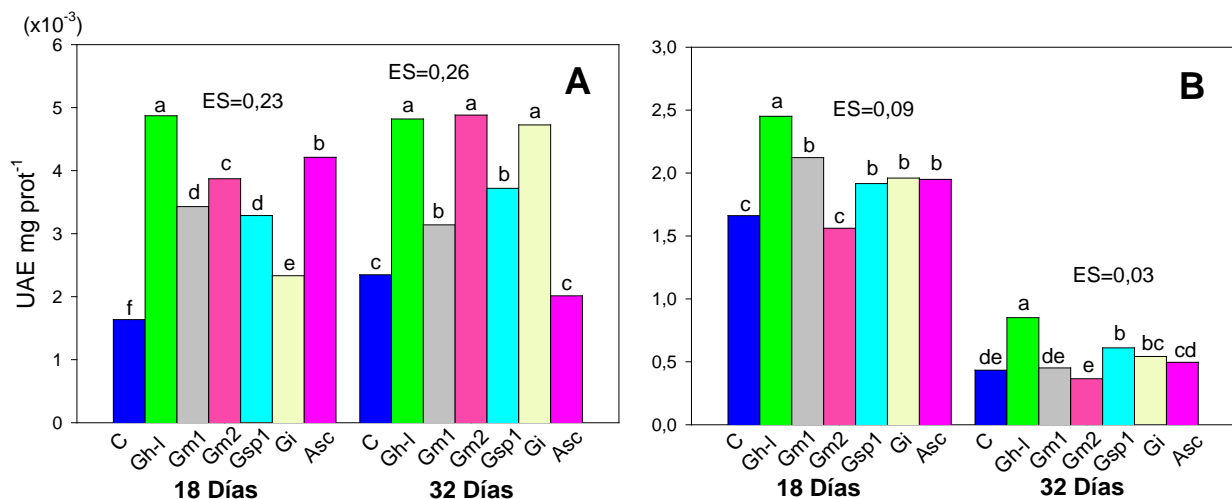 (x10⁻³)
UAE mg prot⁻¹
6
5
4
3
2
1
0
A
ES=0,23
ES=0,26
f a d c d e b
c a b a b a c
C Gh-I Gm1 Gm2 Gsp1 Gi Asc
C Gh-I Gm1 Gm2 Gsp1 Gi Asc
18 Días 32 Días
3,0
2,5
2,0
1,5
1,0
0,5
0,0
B
ES=0,09
ES=0,03
c a b c b b b
de a de e b bc cd
C Gh-I Gm1 Gm2 Gsp1 Gi Asc
C Gh-I Gm1 Gm2 Gsp1 Gi Asc
18 Días 32 Días